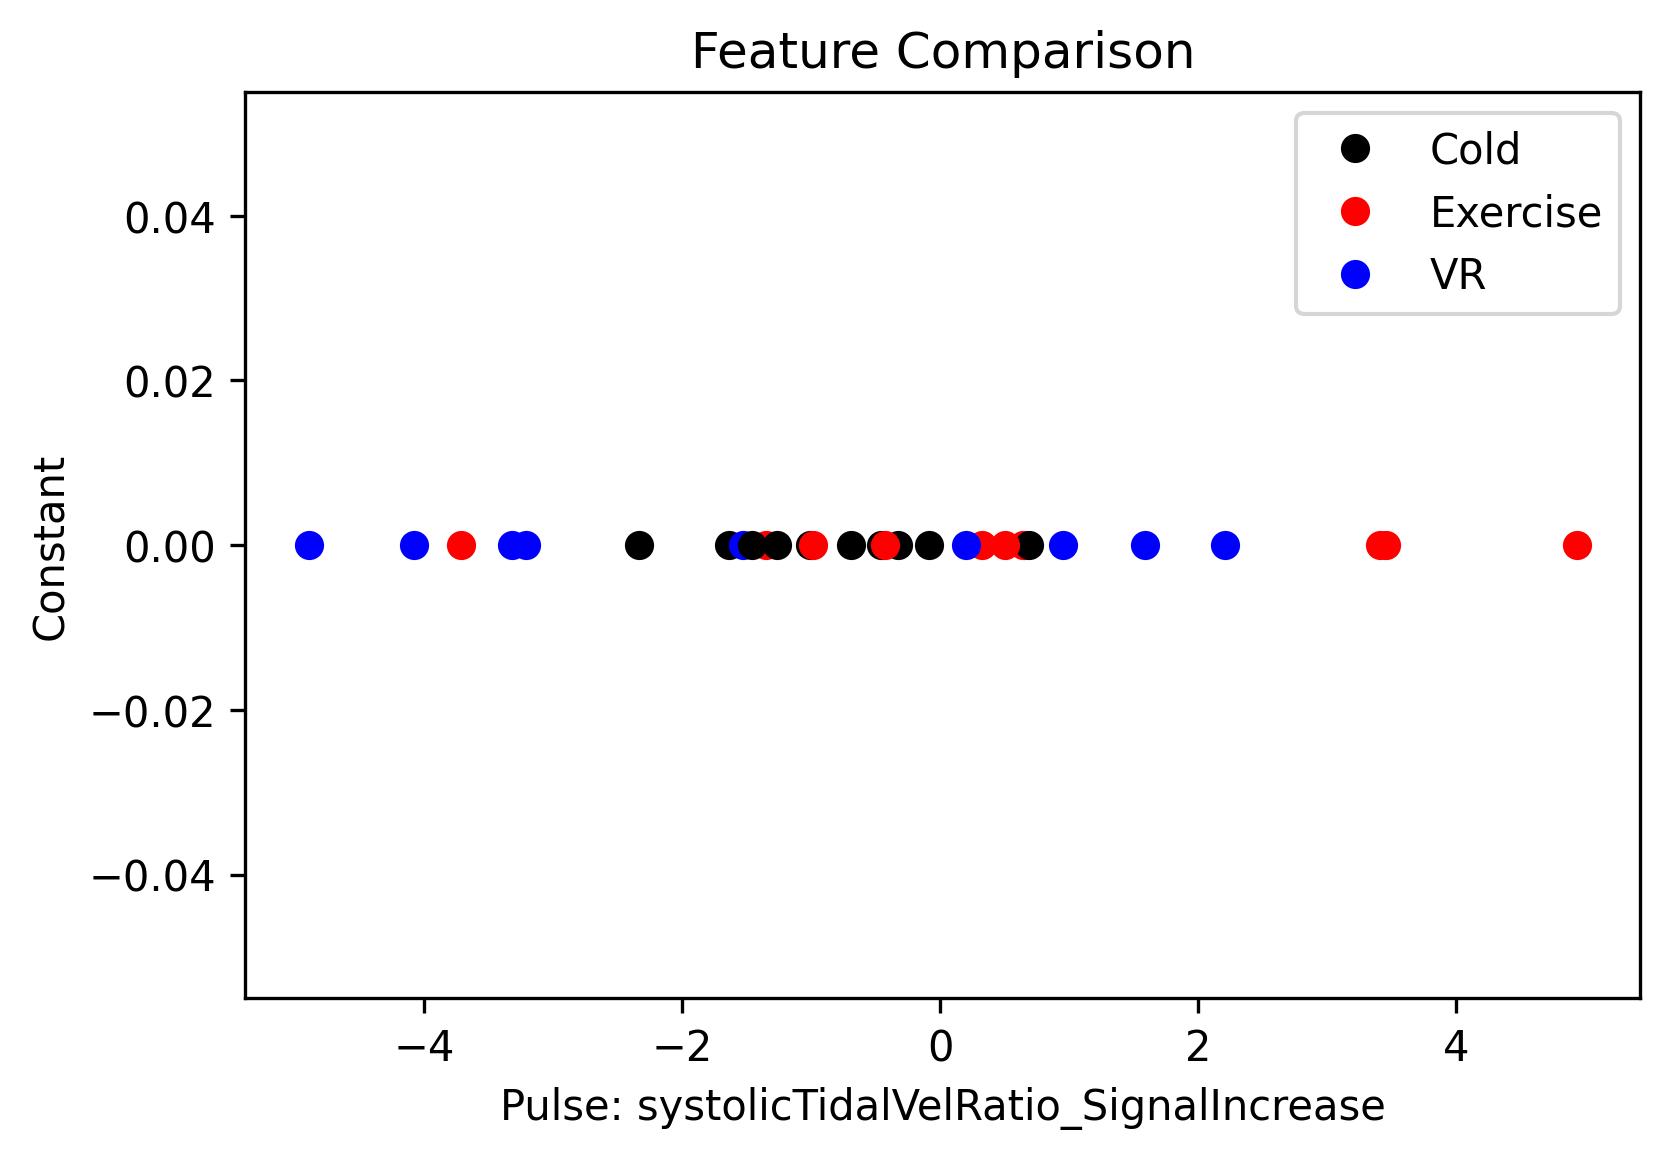 Feature Comparison
Cold
Exercise
VR
0.04
0.02
0.00
−0.02
−0.04
Constant
−4
−2
0
2
4
Pulse: systolicTidalVelRatio_SignalIncrease